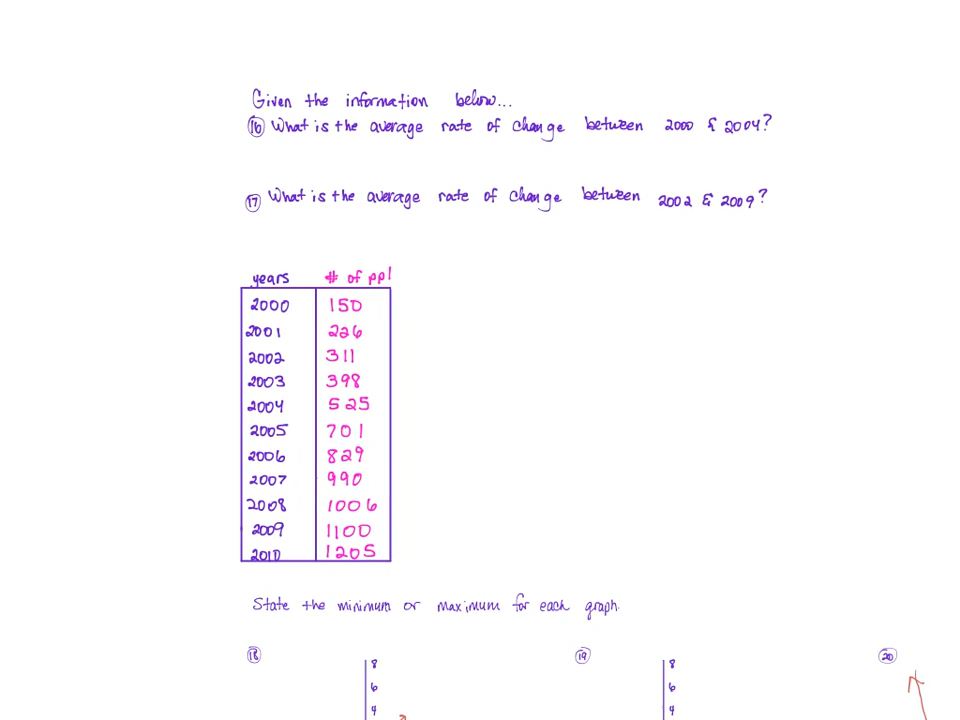 Given the information below...
16 What is the average rate of change between 2000 & 2004?
17 What is the average rate of change between 2002 & 2009?
years # of ppl
2000 150
2001 226
2002 311
2003 398
2004 525
2005 701
2006 829
2007 990
2008 1006
2009 1100
2010 1205
State the minimum or maximum for each graph.
18 19 20
8 8
6 6
4 4